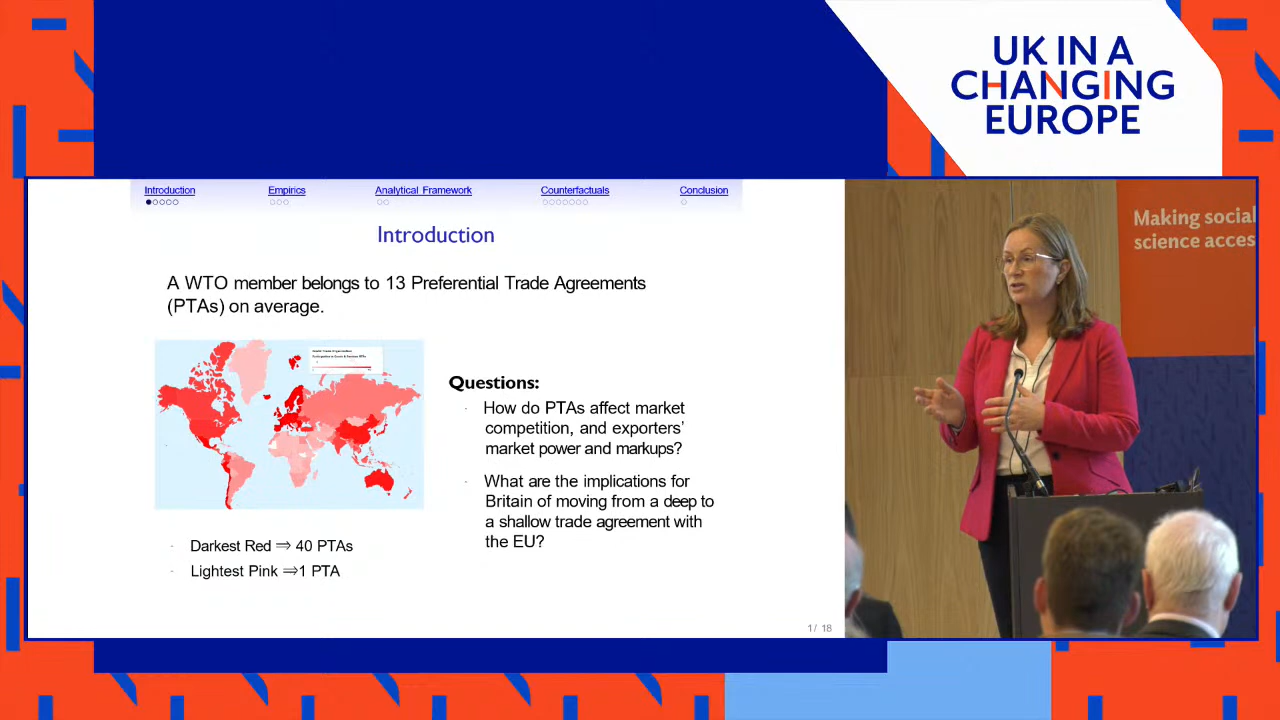 UK IN A
CHANGING
EUROPE
Introduction
Empirics
Analytical Framework
Counterfactuals
Conclusion
Introduction
A WTO member belongs to 13 Preferential Trade Agreements
(PTAs) on average.
Questions:
How do PTAs affect market
competition, and exporters'
market power and markups?
What are the implications for
Britain of moving from a deep to
a shallow trade agreement with
the EU?
Darkest Red ⇒ 40 PTAs
Lightest Pink ⇒1 PTA
1/ 18
Making social
science acces